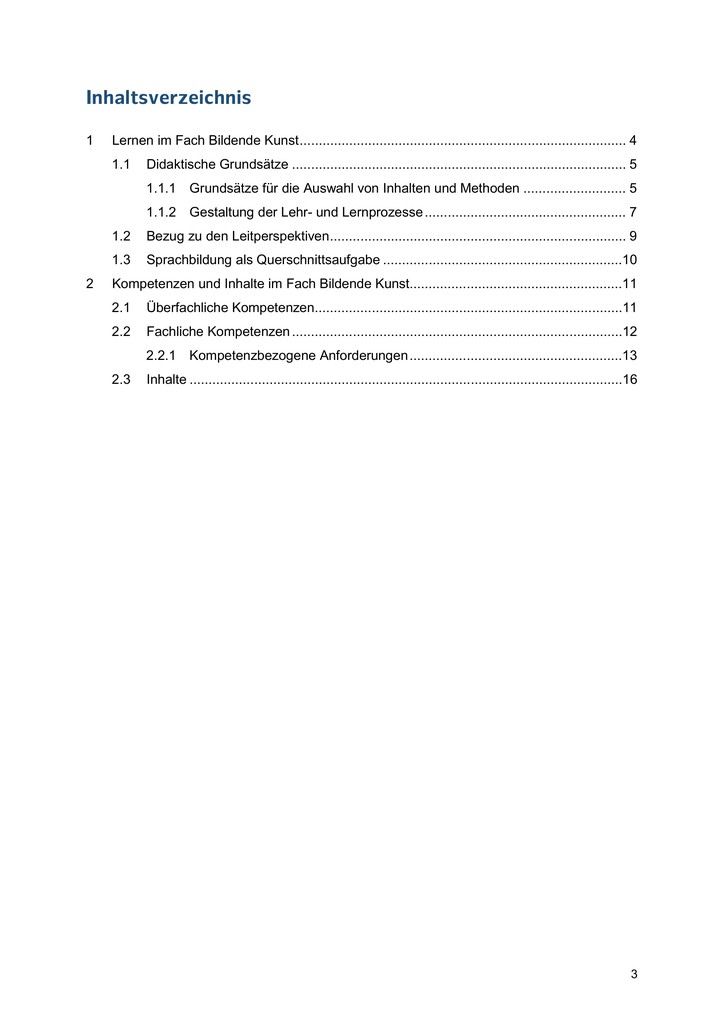 Inhaltsverzeichnis
1 Lernen im Fach Bildende Kunst...................................................................................... 4
1.1 Didaktische Grundsätze ........................................................................................ 5
1.1.1 Grundsätze für die Auswahl von Inhalten und Methoden ........................... 5
1.1.2 Gestaltung der Lehr- und Lernprozesse..................................................... 7
1.2 Bezug zu den Leitperspektiven.............................................................................. 9
1.3 Sprachbildung als Querschnittsaufgabe ...............................................................10
2 Kompetenzen und Inhalte im Fach Bildende Kunst........................................................11
2.1 Überfachliche Kompetenzen.................................................................................11
2.2 Fachliche Kompetenzen .......................................................................................12
2.2.1 Kompetenzbezogene Anforderungen........................................................13
2.3 Inhalte ..................................................................................................................16
3